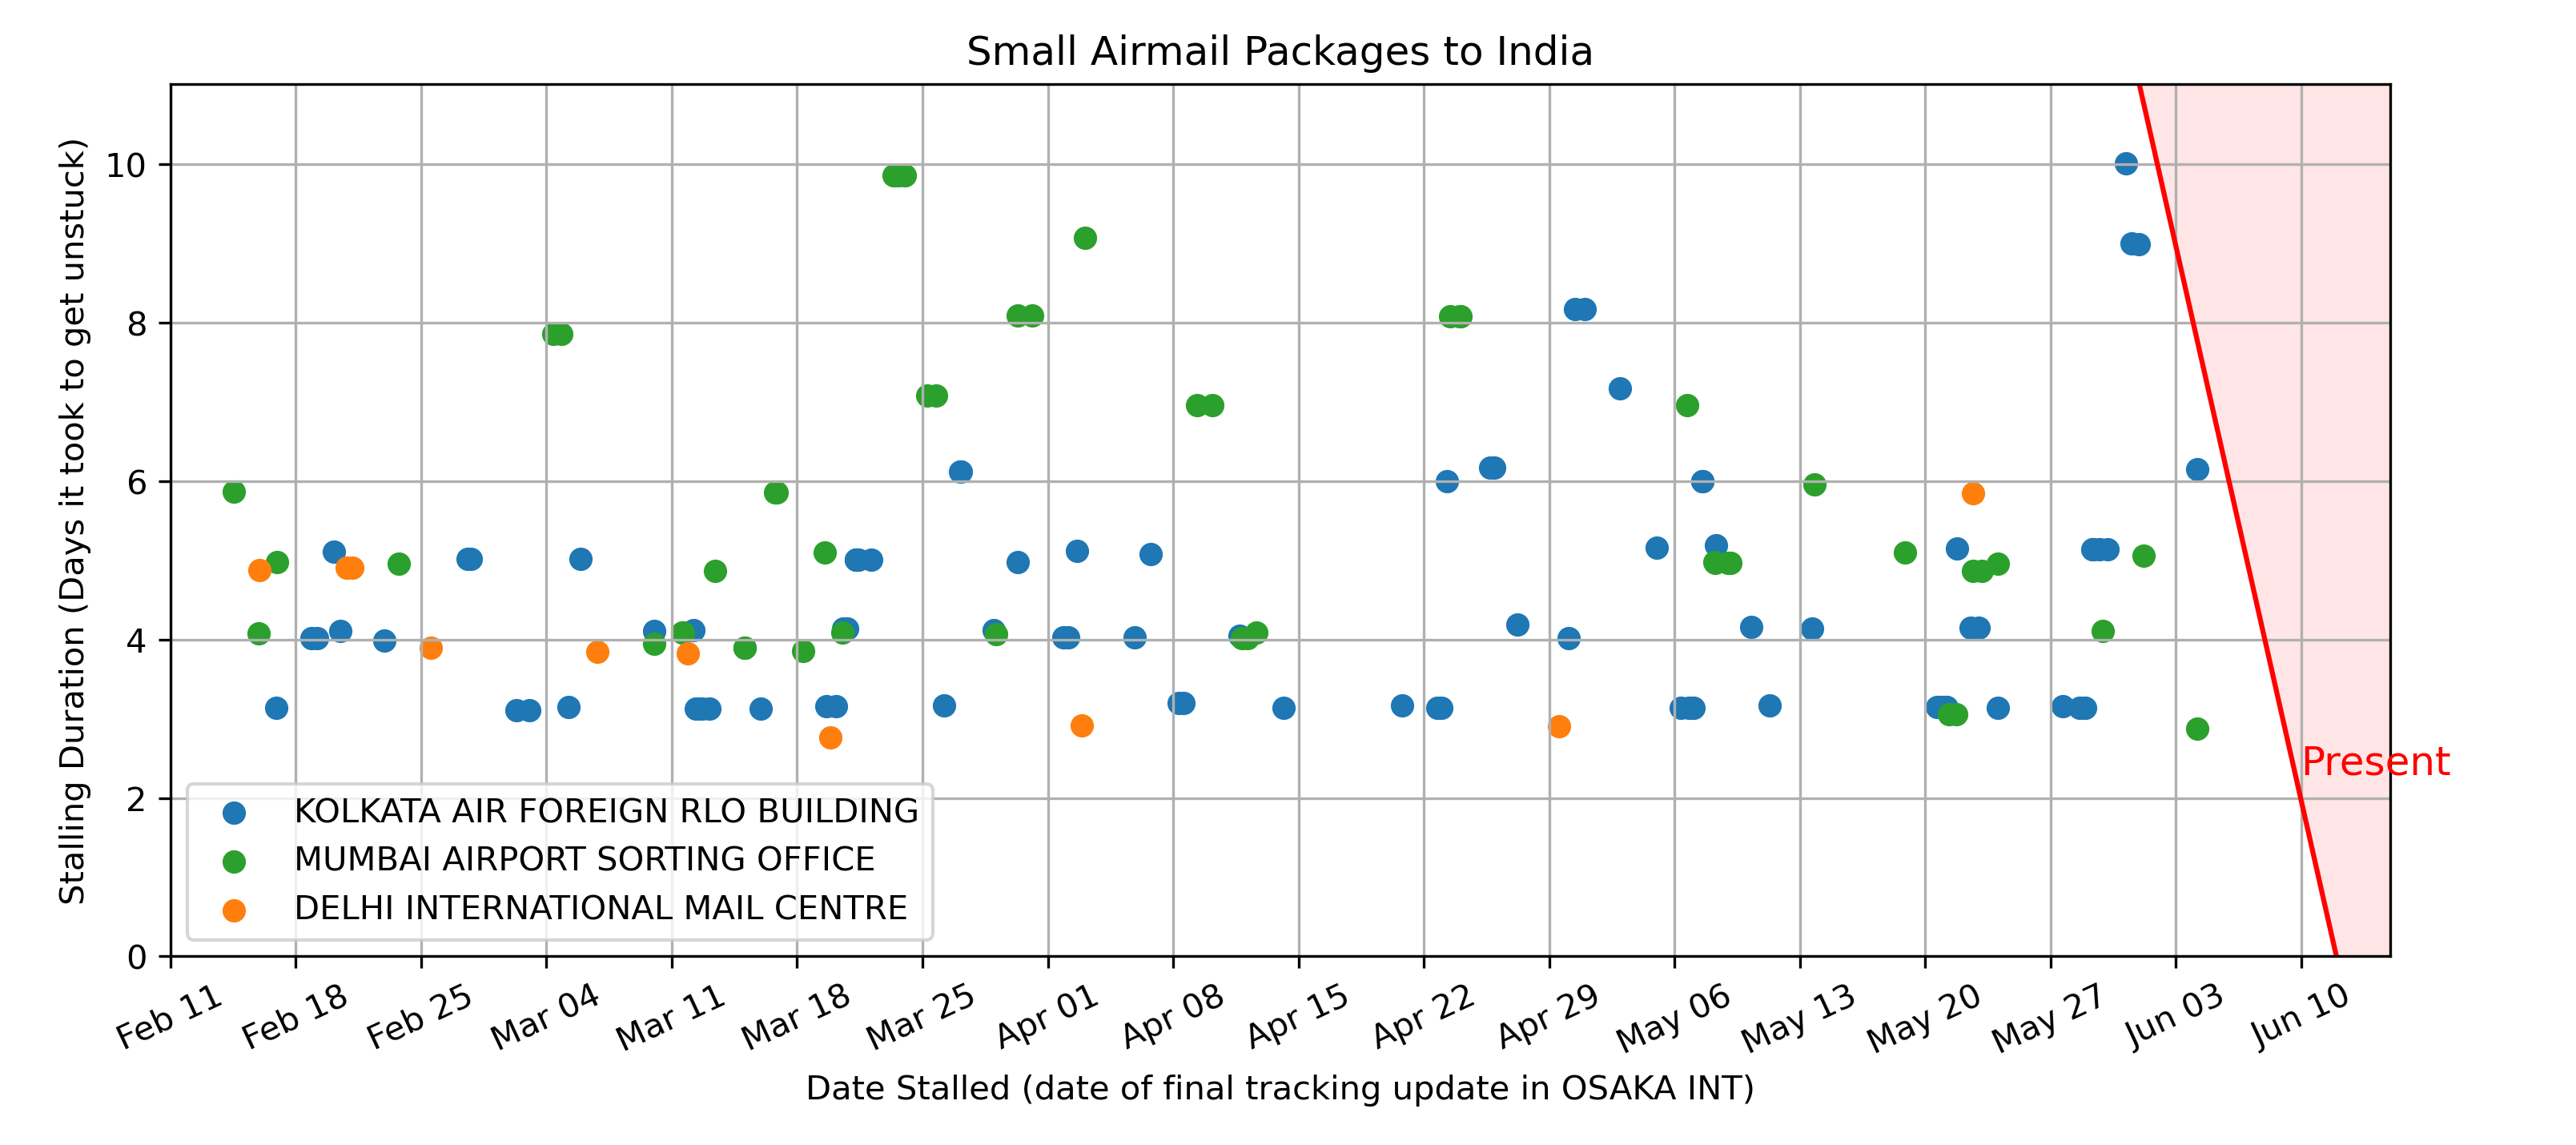 Small Airmail Packages to India
Stalling Duration (Days it took to get unstuck)
10
8
6
4
2
0
Present
KOLKATA AIR FOREIGN RLO BUILDING
MUMBAI AIRPORT SORTING OFFICE
DELHI INTERNATIONAL MAIL CENTRE
Feb 11
Feb 18
Feb 25
Mar 04
Mar 11
Mar 18
Mar 25
Apr 01
Apr 08
Apr 15
Apr 22
Apr 29
May 06
May 13
May 20
May 27
Jun 03
Jun 10
Date Stalled (date of final tracking update in OSAKA INT)